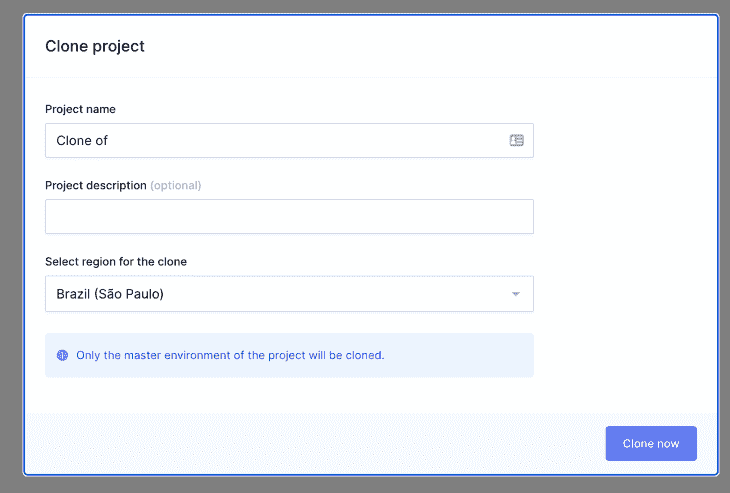 Clone project
Project name
Clone of
Project description (optional)
Select region for the clone
Brazil (São Paulo)
Only the master environment of the project will be cloned.
Clone now